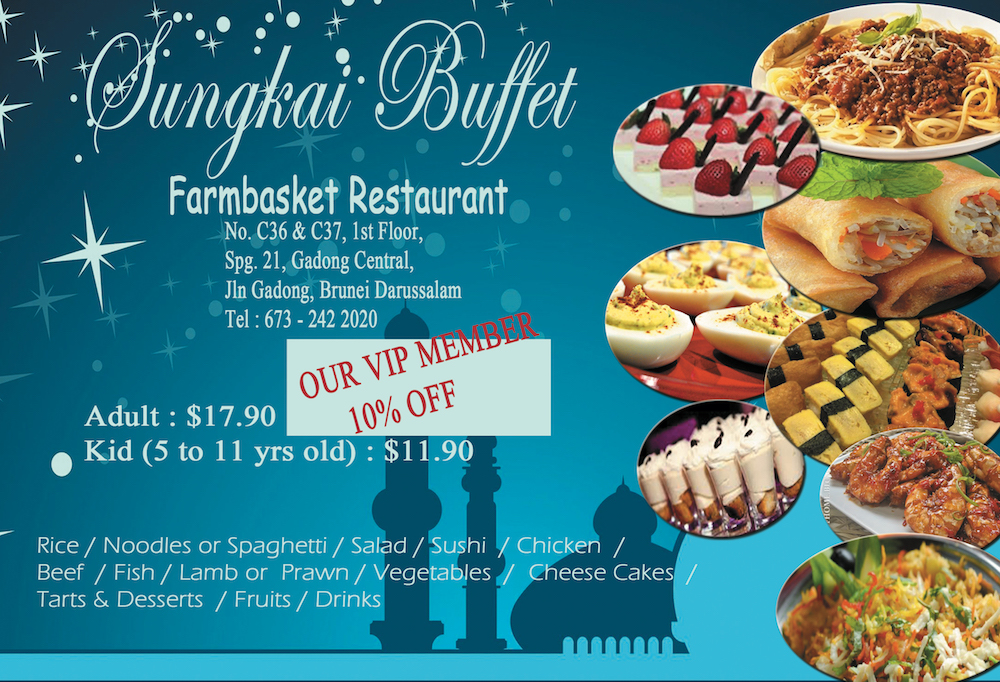 Sungkai Buffet
Farmbasket Restaurant
No. C36 & C37, 1st Floor,
Spg. 21, Gadong Central,
Jln Gadong, Brunei Darussalam
Tel : 673 - 242 2020
OUR VIP MEMBER
10% OFF
Adult : $17.90
Kid (5 to 11 yrs old) : $11.90
Rice / Noodles or Spaghetti / Salad / Sushi / Chicken /
Beef / Fish / Lamb or Prawn / Vegetables / Cheese Cakes /
Tarts & Desserts / Fruits / Drinks